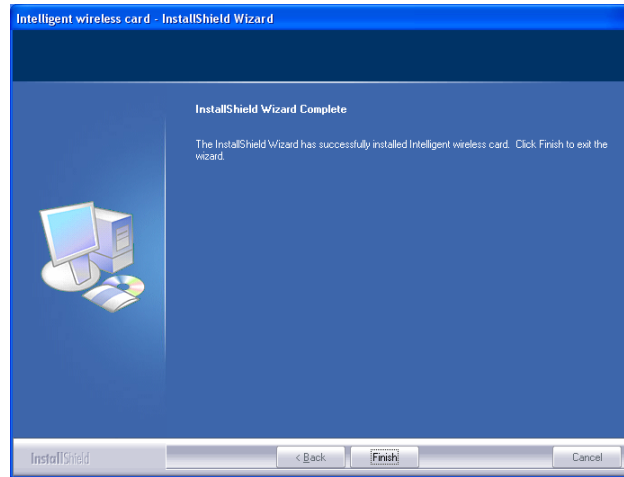 Intelligent wireless card - InstallShield Wizard
InstallShield Wizard Complete
The InstallShield Wizard has successfully installed Intelligent wireless card. Click Finish to exit the
wizard.
InstallShield
< Back Finish Cancel